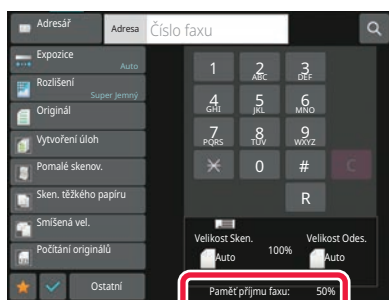 Adresář
Adresa
Číslo faxu
Expozice
Auto
Rozlišení
Super Jemný
Originál
Vytvoření úloh
Pomalé skenov.
Sken. těžkého papíru
Smíšená vel.
Počítání originálů
Ostatní
1
2
ABC
3
DEF
4
GHI
5
JKL
6
MNO
7
PQRS
8
TUV
9
WXYZ
0
#
C
R
Velikost Sken.
Velikost Odes.
Auto
100%
Auto
Paměť příjmu faxu: 50%